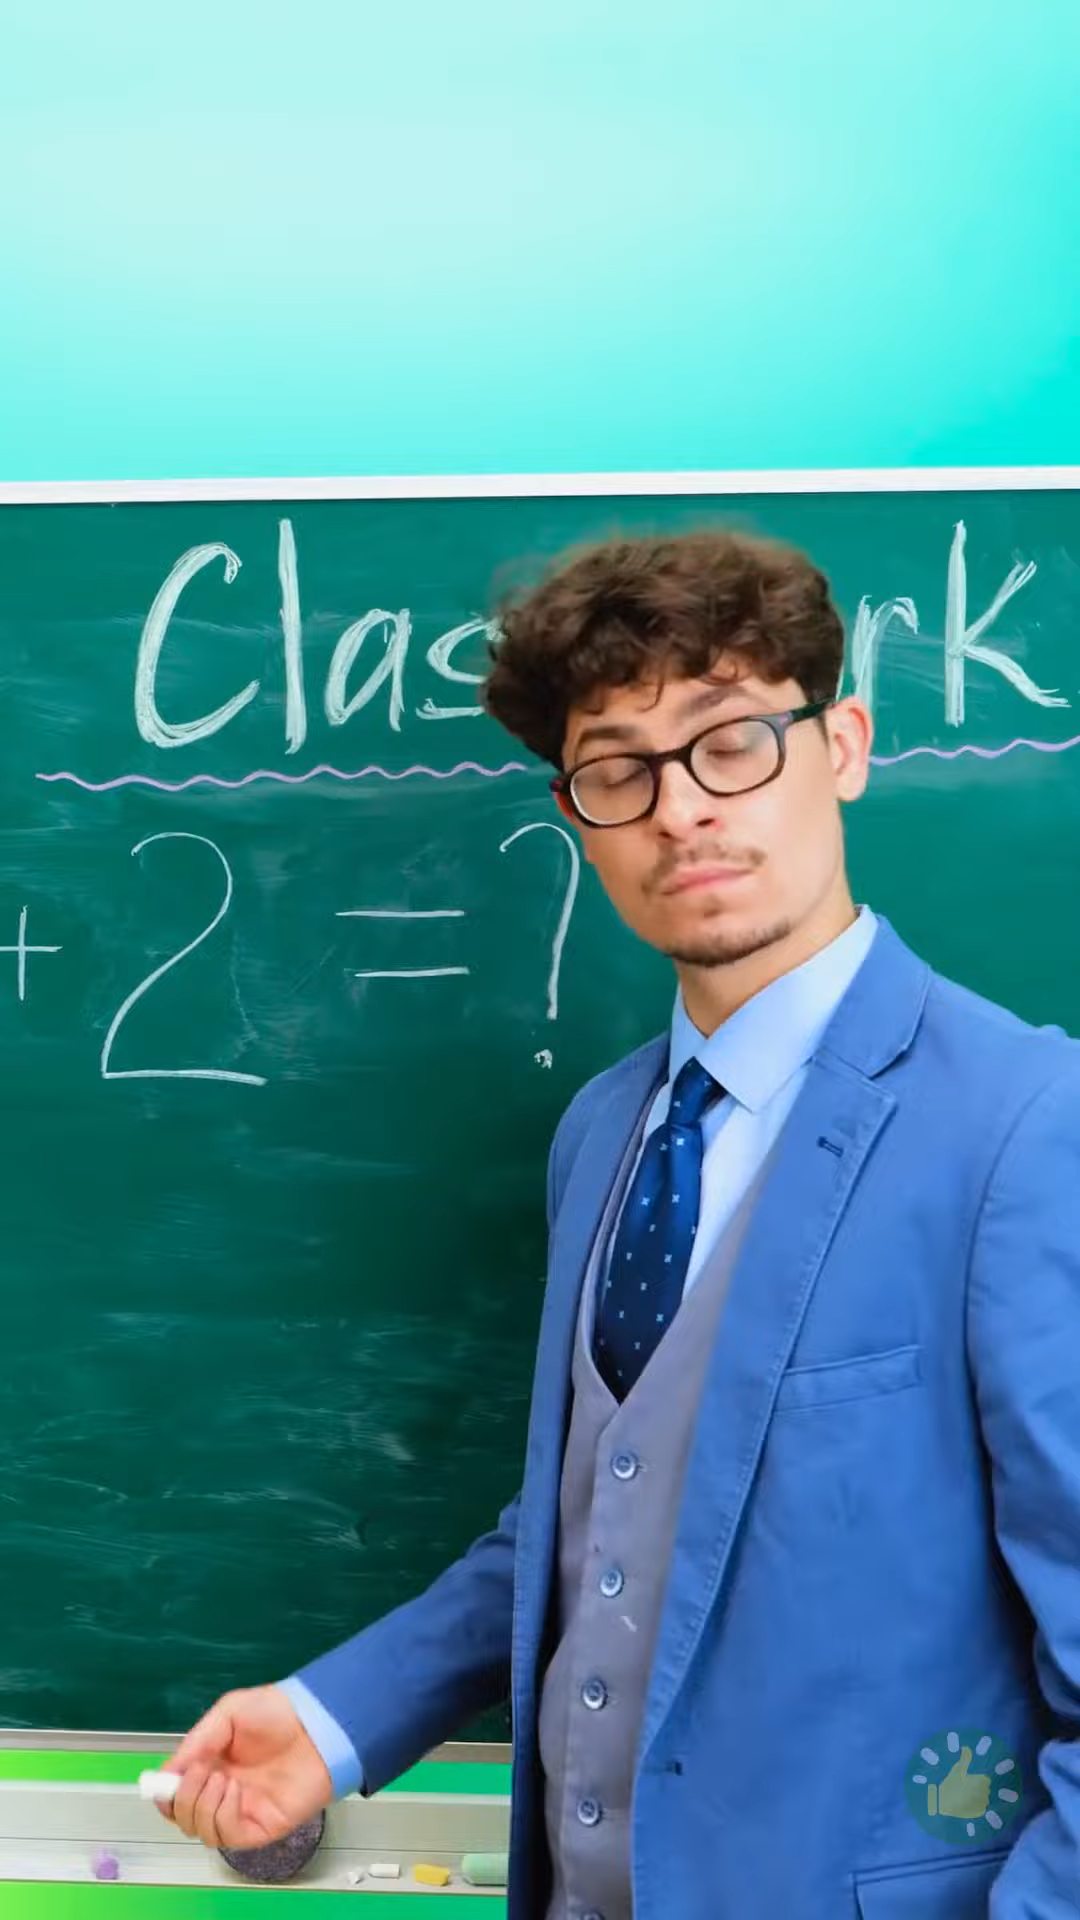 Clas rk
+ 2 = ?